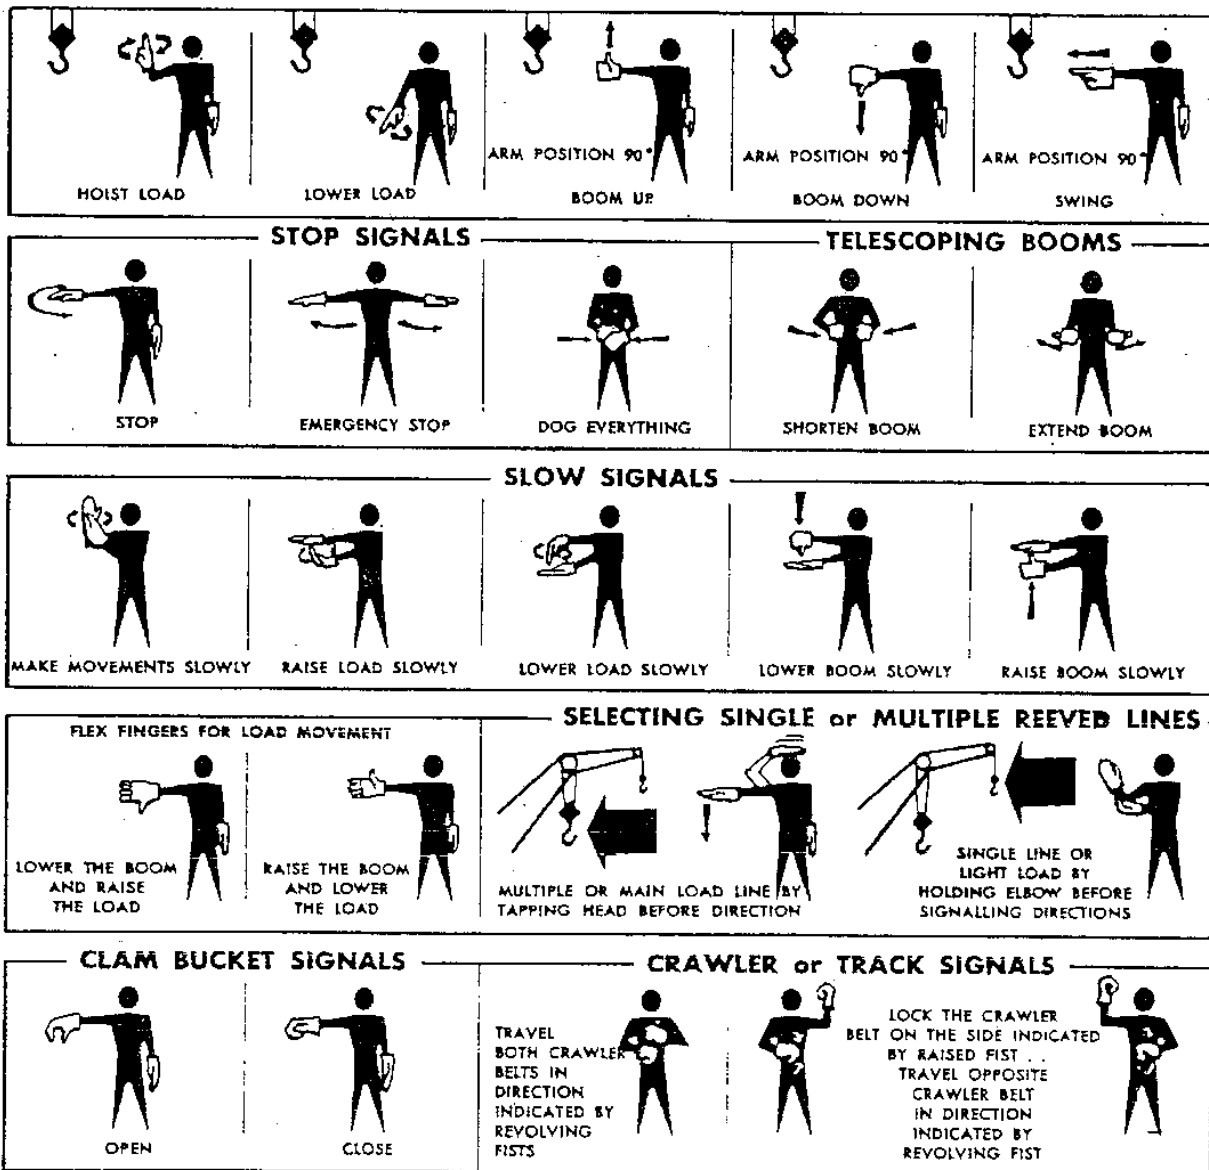 HOIST LOAD
LOWER LOAD
ARM POSITION 90°
BOOM UP
ARM POSITION 90°
BOOM DOWN
ARM POSITION 90°
SWING
STOP SIGNALS
STOP
EMERGENCY STOP
DOG EVERYTHING
TELESCOPING BOOMS
SHORTEN BOOM
EXTEND BOOM
SLOW SIGNALS
MAKE MOVEMENTS SLOWLY
RAISE LOAD SLOWLY
LOWER LOAD SLOWLY
LOWER BOOM SLOWLY
RAISE BOOM SLOWLY
FLEX FINGERS FOR LOAD MOVEMENT
LOWER THE BOOM
AND RAISE
THE LOAD
RAISE THE BOOM
AND LOWER
THE LOAD
SELECTING SINGLE or MULTIPLE REEVED LINES
MULTIPLE OR MAIN LOAD LINE BY
TAPPING HEAD BEFORE DIRECTION
SINGLE LINE OR
LIGHT LOAD BY
HOLDING ELBOW BEFORE
SIGNALLING DIRECTIONS
CLAM BUCKET SIGNALS
OPEN
CLOSE
CRAWLER or TRACK SIGNALS
TRAVEL
BOTH CRAWLER
BELTS IN
DIRECTION
INDICATED BY
REVOLVING
FISTS
LOCK THE CRAWLER
BELT ON THE SIDE INDICATED
BY RAISED FIST . .
TRAVEL OPPOSITE
CRAWLER BELT
IN DIRECTION
INDICATED BY
REVOLVING FIST